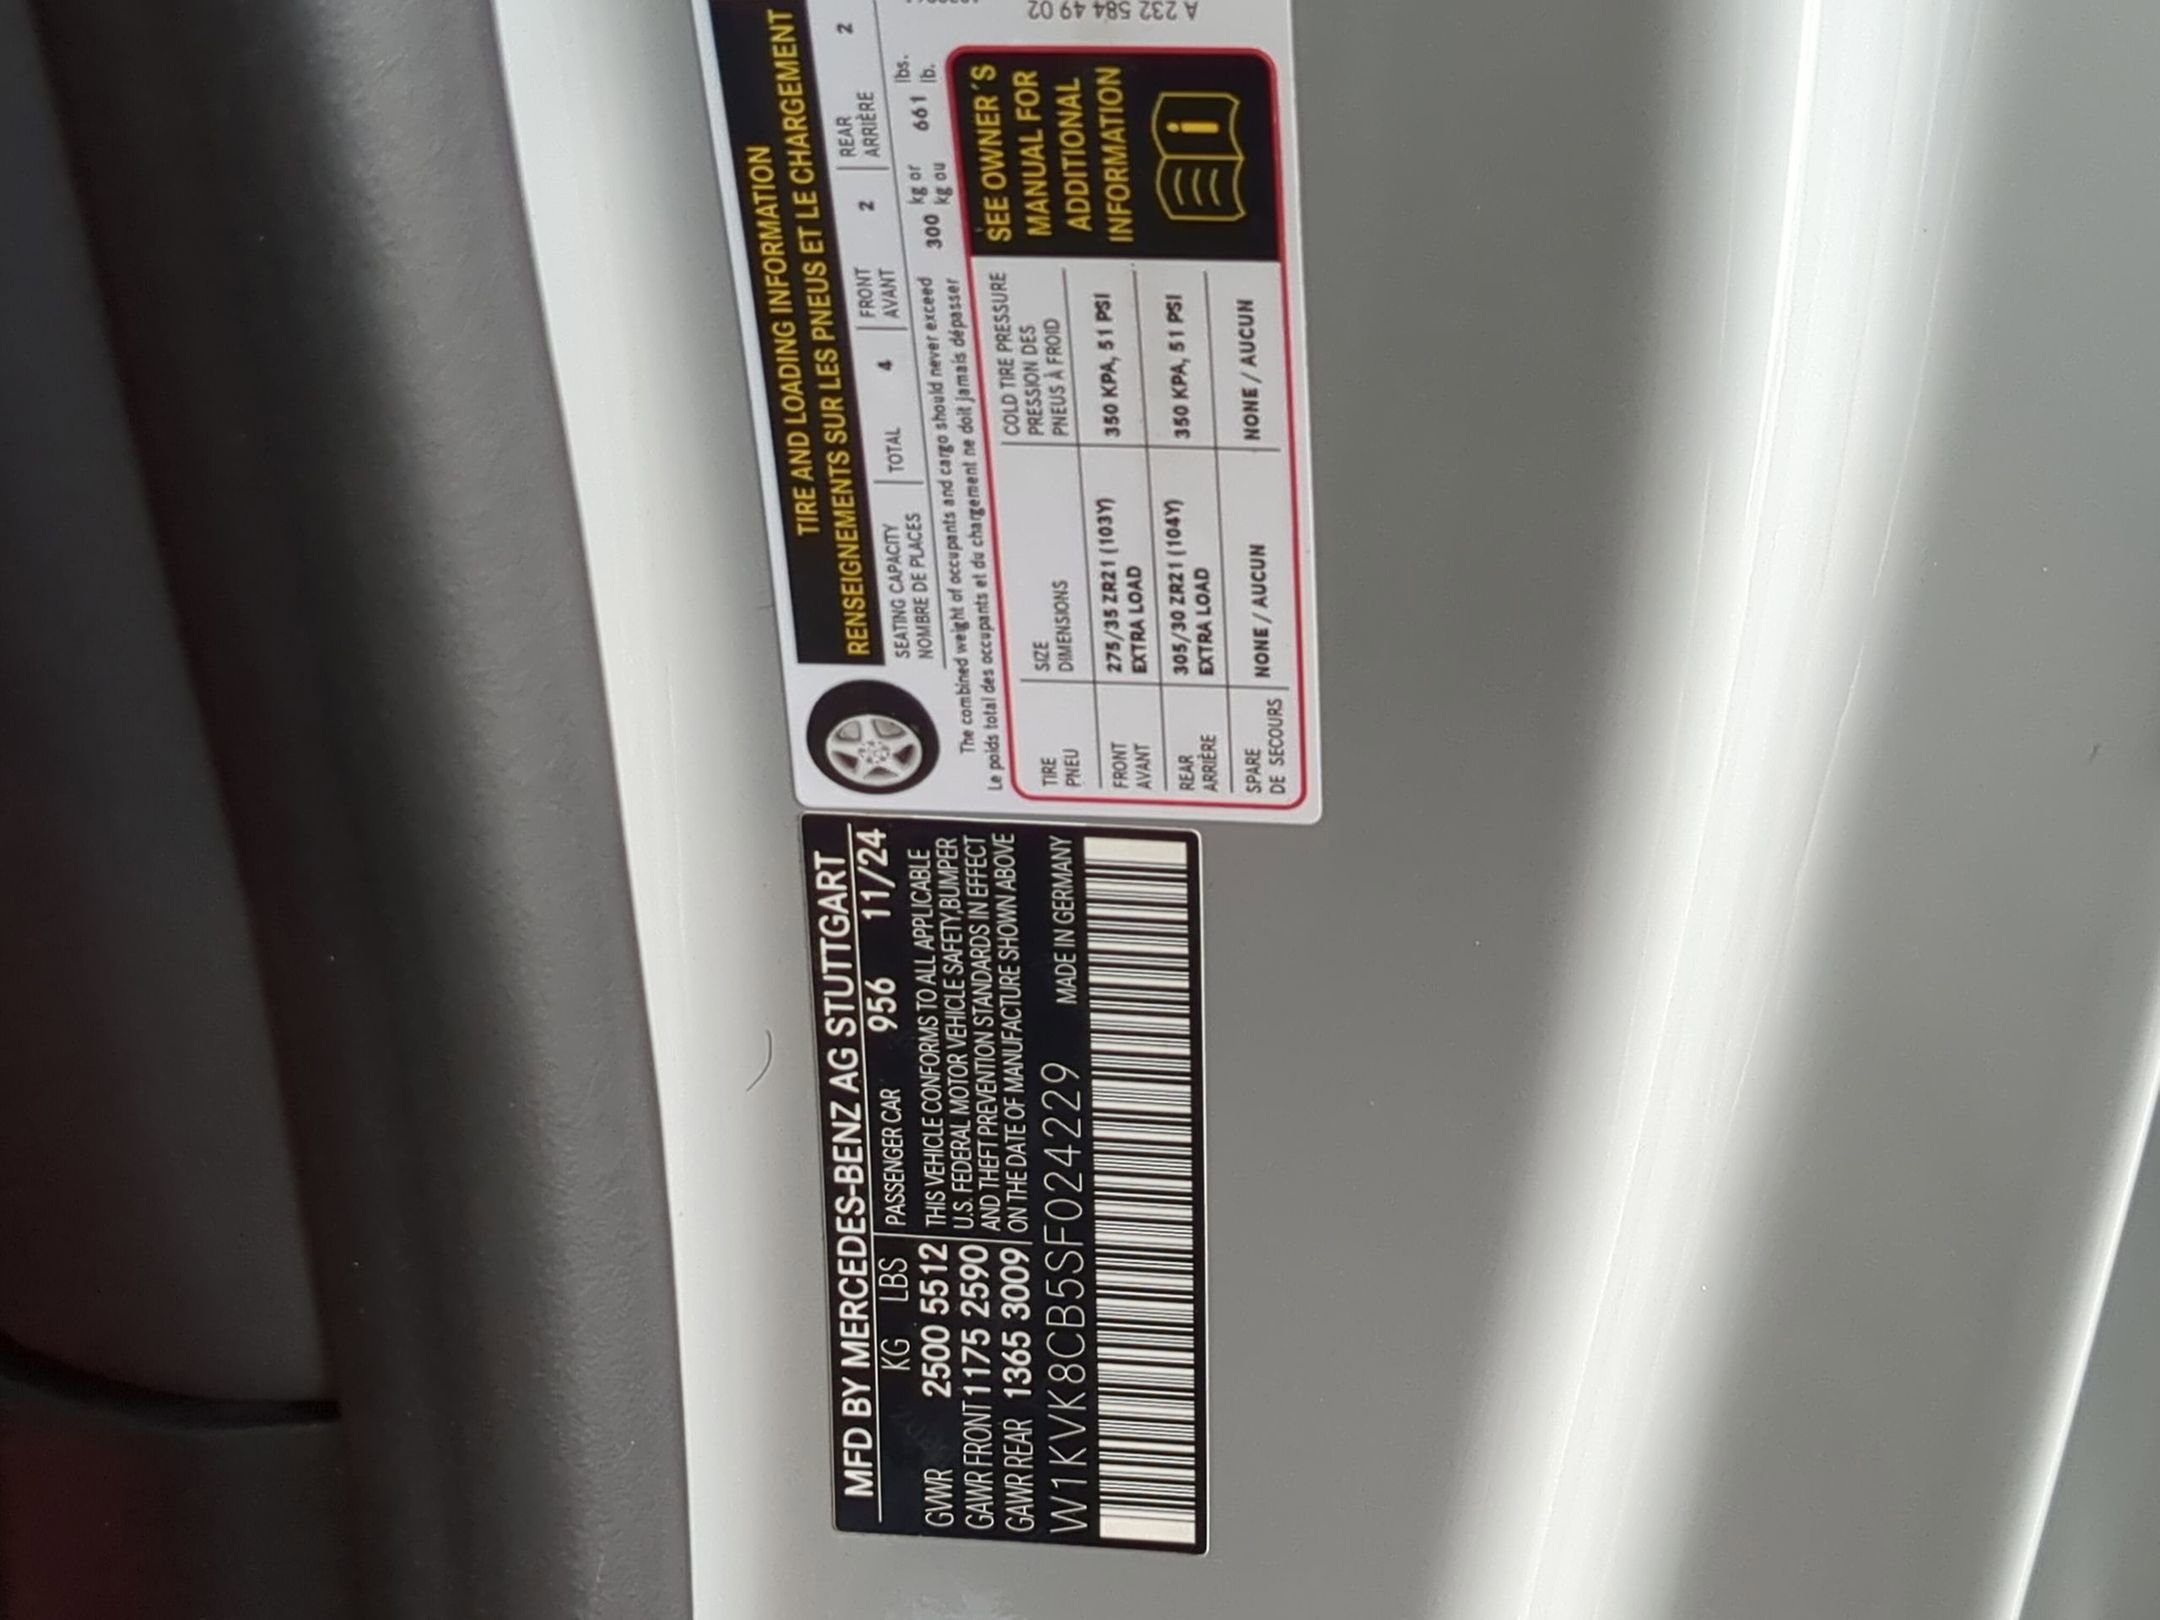 MFD BY MERCEDES-BENZ AG STUTTGART
KG LBS PASSENGER CAR 956 11/24
GVWR 2500 5512 THIS VEHICLE CONFORMS TO ALL APPLICABLE
GAWR FRONT 1175 2590 U.S. FEDERAL MOTOR VEHICLE SAFETY,BUMPER
AND THEFT PREVENTION STANDARDS IN EFFECT
GAWR REAR 1365 3009 ON THE DATE OF MANUFACTURE SHOWN ABOVE
W1KVK8CB5SF024229 MADE IN GERMANY
TIRE AND LOADING INFORMATION
RENSEIGNEMENTS SUR LES PNEUS ET LE CHARGEMENT
SEATING CAPACITY TOTAL 4 FRONT 2 REAR 2
NOMBRE DE PLACES AVANT ARRIÈRE
The combined weight of occupants and cargo should never exceed 300 kg or 661 lbs.
Le poids total des occupants et du chargement ne doit jamais dépasser kg ou lb.
TIRE SIZE COLD TIRE PRESSURE
PNEU DIMENSIONS PRESSION DES
PNEUS À FROID
FRONT 275/35 ZR21 (103Y) 350 KPA, 51 PSI
AVANT EXTRA LOAD
REAR 305/30 ZR21 (104Y) 350 KPA, 51 PSI
ARRIÈRE EXTRA LOAD
SPARE NONE / AUCUN NONE / AUCUN
DE SECOURS
SEE OWNER'S
MANUAL FOR
ADDITIONAL
INFORMATION
A 232 584 49 02